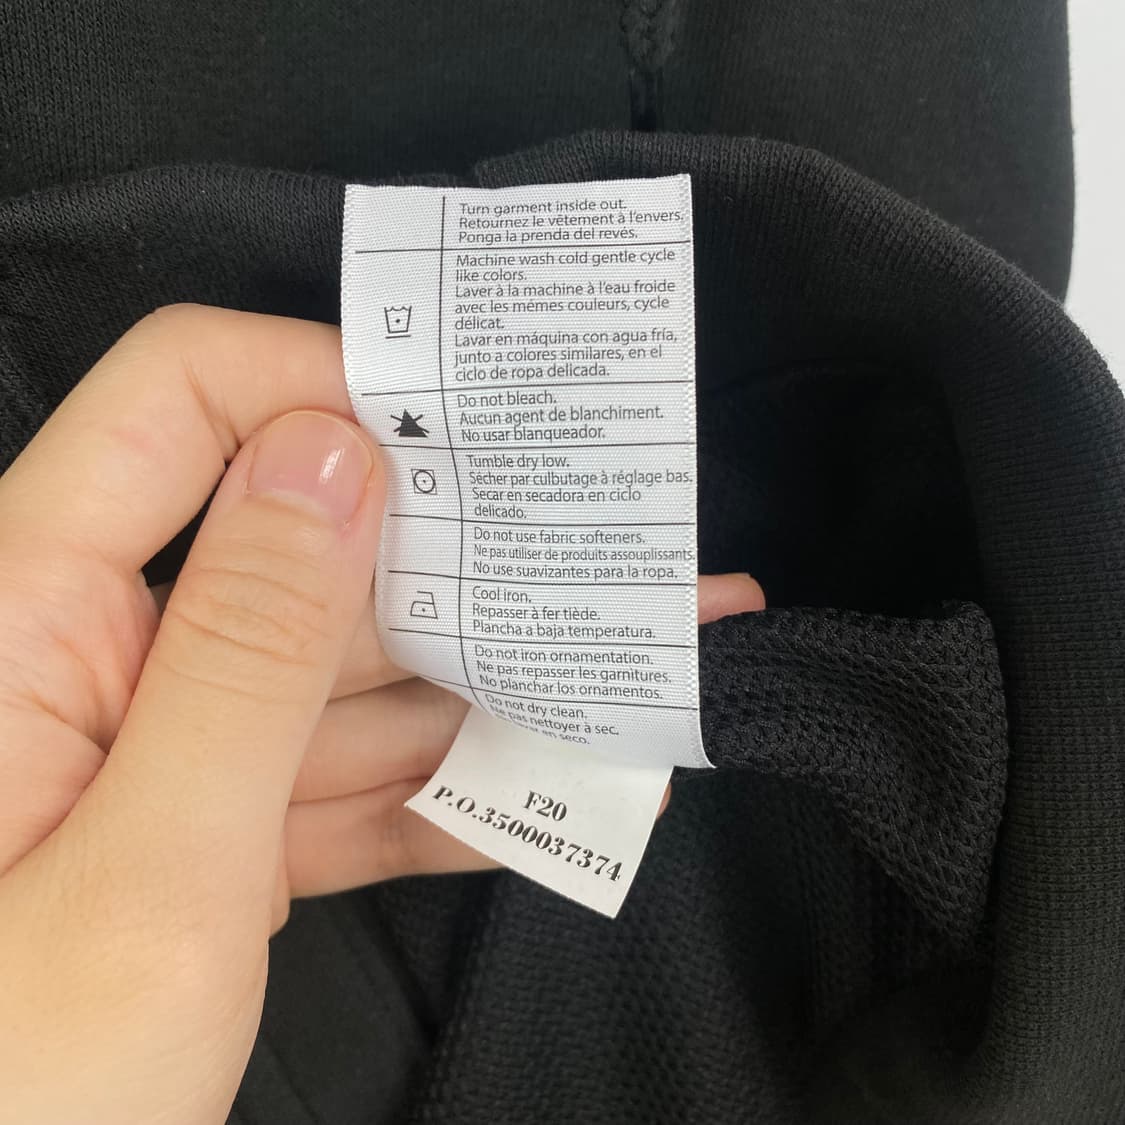 Turn garment inside out.
Retournez le vêtement à l'envers.
Ponga la prenda del revés.
Machine wash cold gentle cycle
like colors.
Laver à la machine à l'eau froide
avec les mémes couleurs, cycle
délicat.
Lavar en máquina con agua fría,
junto a colores similares, en el
ciclo de ropa delicada.
Do not bleach.
Aucun agent de blanchiment.
No usar blanqueador.
Tumble dry low.
Sécher par culbutage à réglage bas.
Secar en secadora en ciclo
delicado.
Do not use fabric softeners.
Ne pas utiliser de produits assouplissants.
No use suavizantes para la ropa.
Cool iron.
Repasser à fer tiède.
Plancha a baja temperatura.
Do not iron ornamentation.
Ne pas repasser les garnitures.
No planchar los ornamentos.
Do not dry clean.
Ne pas nettoyer à sec.
lavar en seco.
F20
P.O.3500037374